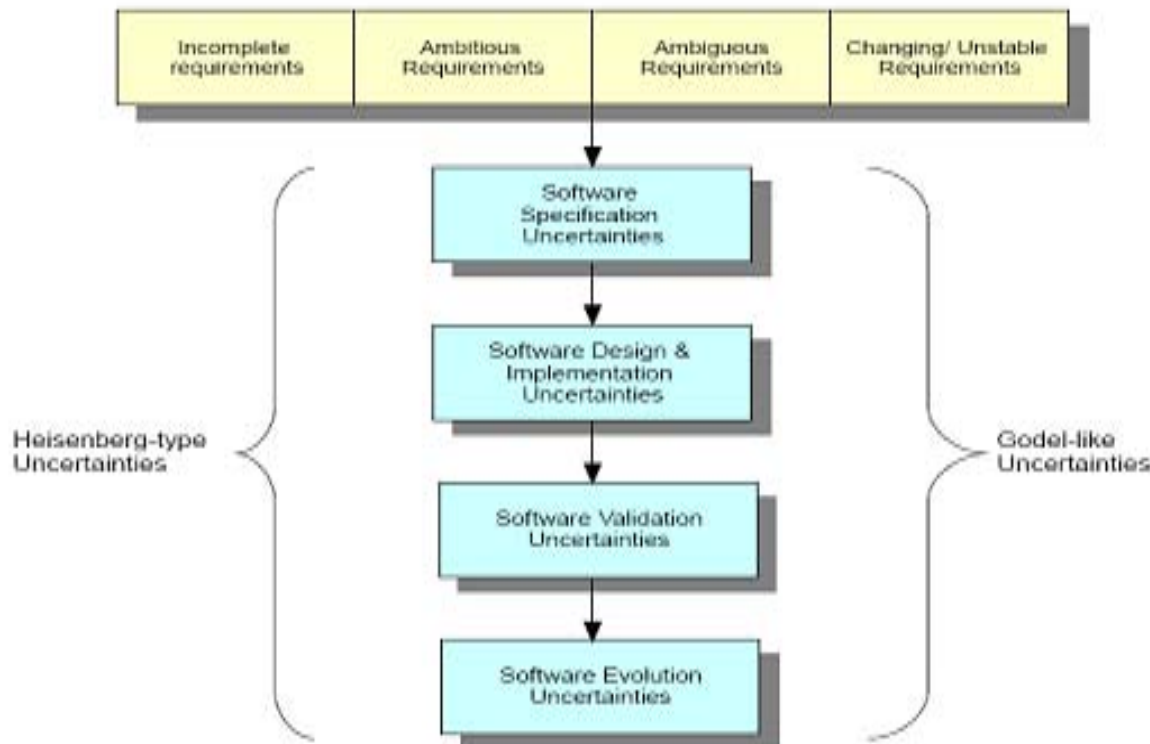 Incomplete
requirements
Ambitious
Requirements
Ambiguous
Requirements
Changing/ Unstable
Requirements
Software
Specification
Uncertainties
Software Design &
Implementation
Uncertainties
Heisenberg-type
Uncertainties
Godel-like
Uncertainties
Software Validation
Uncertainties
Software Evolution
Uncertainties